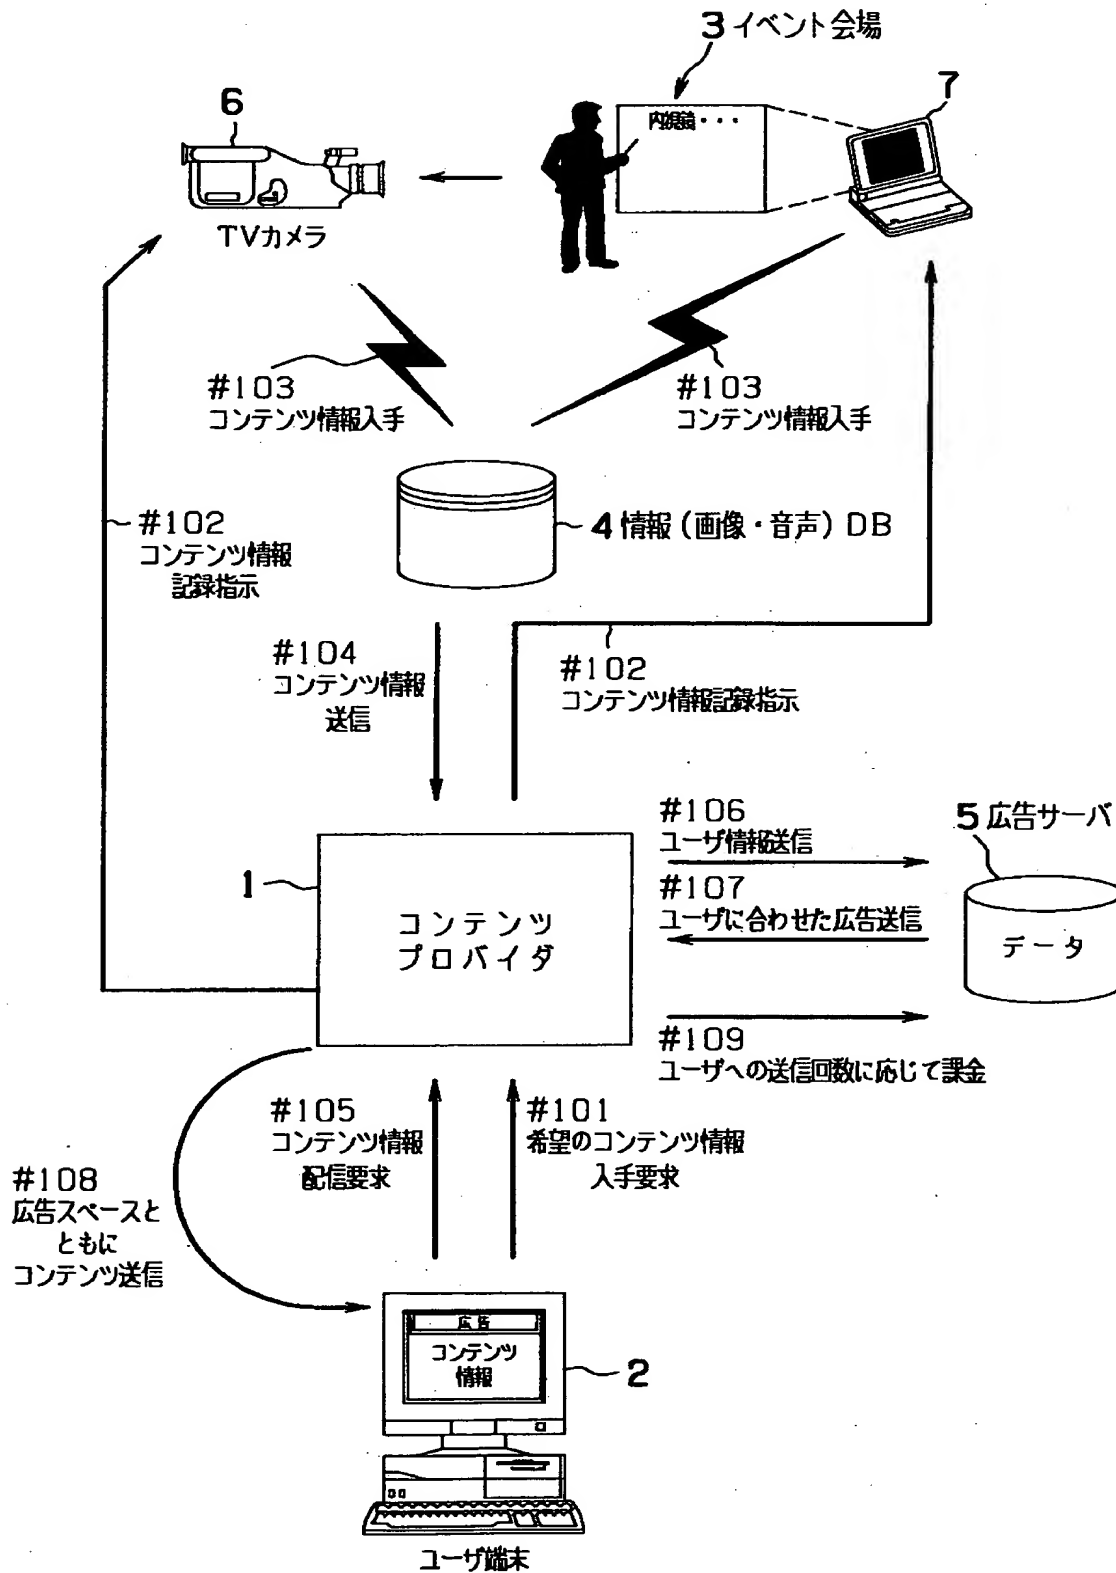 3 イベント会場
6
7
内視鏡・・・
TVカメラ
#103
コンテンツ情報入手
#103
コンテンツ情報入手
#102
コンテンツ情報
記録指示
4 情報(画像・音声)DB
#104
コンテンツ情報
送信
#102
コンテンツ情報記録指示
#106
ユーザ情報送信
5 広告サーバ
1
#107
ユーザに合わせた広告送信
コンテンツ
プロバイダ
データ
#109
ユーザへの送信回数に応じて課金
#105
コンテンツ情報
配信要求
#101
希望のコンテンツ情報
入手要求
#108
広告スペースと
ともに
コンテンツ送信
広告
コンテンツ
情報
2
ユーザ端末